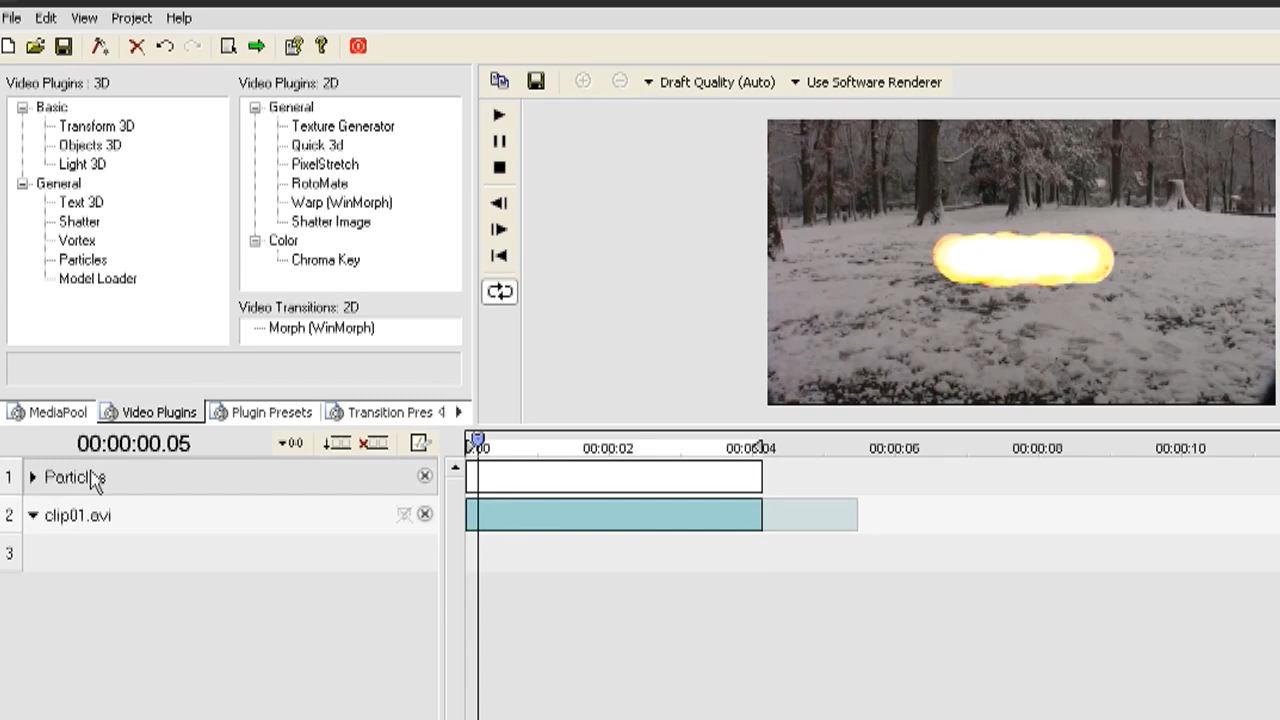 File Edit View Project Help
Video Plugins : 3D
Basic
Transform 3D
Objects 3D
Light 3D
General
Text 3D
Shatter
Vortex
Particles
Model Loader
Video Plugins: 2D
General
Texture Generator
Quick 3d
PixelStretch
RotoMate
Warp (WinMorph)
Shatter Image
Color
Chroma Key
Video Transitions: 2D
Morph (WinMorph)
Draft Quality (Auto) Use Software Renderer
MediaPool Video Plugins Plugin Presets Transition Pres
00:00:00.05
00:00:02 00:00:04 00:00:06 00:00:08 00:00:10
1 Particles
2 clip01.avi
3